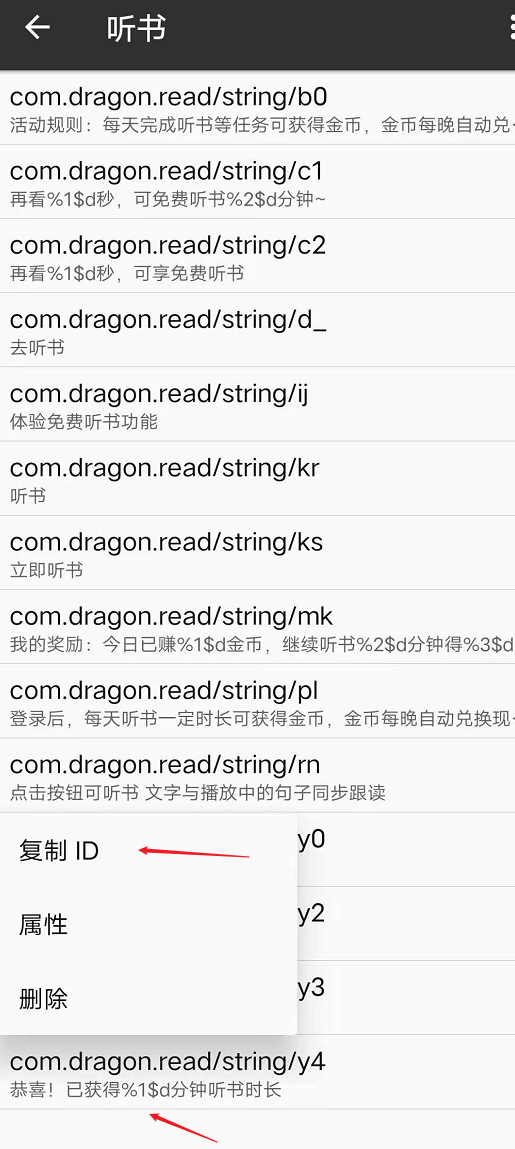 听书
com.dragon.read/string/b0
活动规则：每天完成听书等任务可获得金币，金币每晚自动兑
com.dragon.read/string/c1
再看%1$d秒，可免费听书%2$d分钟~
com.dragon.read/string/c2
再看%1$d秒，可享免费听书
com.dragon.read/string/d_
去听书
com.dragon.read/string/ij
体验免费听书功能
com.dragon.read/string/kr
听书
com.dragon.read/string/ks
立即听书
com.dragon.read/string/mk
我的奖励：今日已赚%1$d金币，继续听书%2$d分钟得%3$d
com.dragon.read/string/pl
登录后，每天听书一定时长可获得金币，金币每晚自动兑换现
com.dragon.read/string/rn
点击按钮可听书 文字与播放中的句子同步跟读
y0
复制 ID
y2
属性
y3
删除
com.dragon.read/string/y4
恭喜！已获得%1$d分钟听书时长